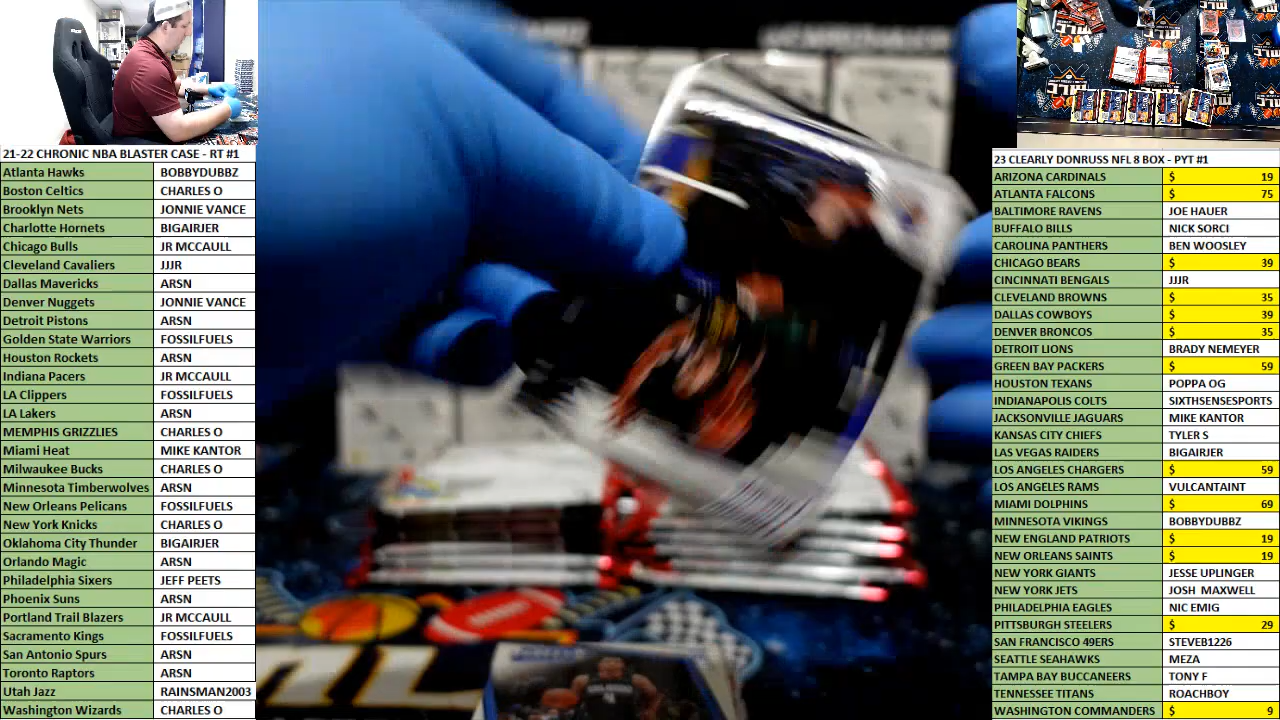 21-22 CHRONIC NBA BLASTER CASE - RT #1
Atlanta Hawks BOBBYDUBBZ
Boston Celtics CHARLES O
Brooklyn Nets JONNIE VANCE
Charlotte Hornets BIGAIRJER
Chicago Bulls JR MCCAULL
Cleveland Cavaliers JJJR
Dallas Mavericks ARSN
Denver Nuggets JONNIE VANCE
Detroit Pistons ARSN
Golden State Warriors FOSSILFUELS
Houston Rockets ARSN
Indiana Pacers JR MCCAULL
LA Clippers FOSSILFUELS
LA Lakers ARSN
MEMPHIS GRIZZLIES CHARLES O
Miami Heat MIKE KANTOR
Milwaukee Bucks CHARLES O
Minnesota Timberwolves ARSN
New Orleans Pelicans FOSSILFUELS
New York Knicks CHARLES O
Oklahoma City Thunder BIGAIRJER
Orlando Magic ARSN
Philadelphia Sixers JEFF PEETS
Phoenix Suns ARSN
Portland Trail Blazers JR MCCAULL
Sacramento Kings FOSSILFUELS
San Antonio Spurs ARSN
Toronto Raptors ARSN
Utah Jazz RAINSMAN2003
Washington Wizards CHARLES O
23 CLEARLY DONRUSS NFL 8 BOX - PYT #1
ARIZONA CARDINALS $ 19
ATLANTA FALCONS $ 75
BALTIMORE RAVENS JOE HAUER
BUFFALO BILLS NICK SORCI
CAROLINA PANTHERS BEN WOOSLEY
CHICAGO BEARS $ 39
CINCINNATI BENGALS JJJR
CLEVELAND BROWNS $ 35
DALLAS COWBOYS $ 39
DENVER BRONCOS $ 35
DETROIT LIONS BRADY NEMEYER
GREEN BAY PACKERS $ 59
HOUSTON TEXANS POPPA OG
INDIANAPOLIS COLTS SIXTHSENSESPORTS
JACKSONVILLE JAGUARS MIKE KANTOR
KANSAS CITY CHIEFS TYLER S
LAS VEGAS RAIDERS BIGAIRJER
LOS ANGELES CHARGERS $ 59
LOS ANGELES RAMS VULCANTAINT
MIAMI DOLPHINS $ 69
MINNESOTA VIKINGS BOBBYDUBBZ
NEW ENGLAND PATRIOTS $ 19
NEW ORLEANS SAINTS $ 19
NEW YORK GIANTS JESSE UPLINGER
NEW YORK JETS JOSH MAXWELL
PHILADELPHIA EAGLES NIC EMIG
PITTSBURGH STEELERS $ 29
SAN FRANCISCO 49ERS STEVEB1226
SEATTLE SEAHAWKS MEZA
TAMPA BAY BUCCANEERS TONY F
TENNESSEE TITANS ROACHBOY
WASHINGTON COMMANDERS $ 9